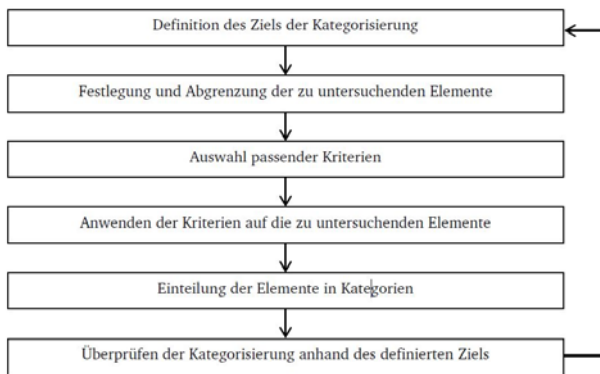 Definition des Ziels der Kategorisierung
Festlegung und Abgrenzung der zu untersuchenden Elemente
Auswahl passender Kriterien
Anwenden der Kriterien auf die zu untersuchenden Elemente
Einteilung der Elemente in Kategorien
Überprüfen der Kategorisierung anhand des definierten Ziels